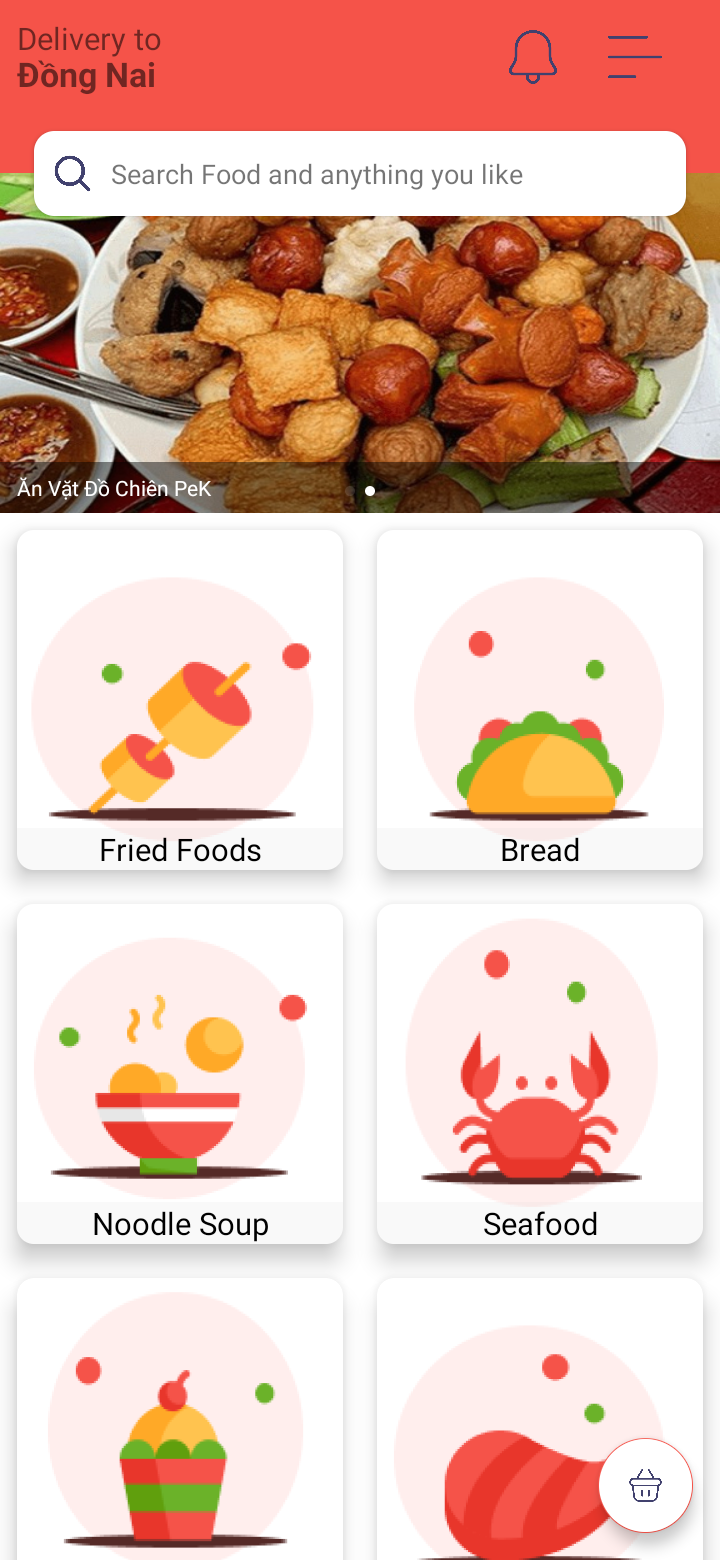 Delivery to
Đồng Nai
Search Food and anything you like
Ăn Vặt Đồ Chiên PeK
Fried Foods
Bread
Noodle Soup
Seafood